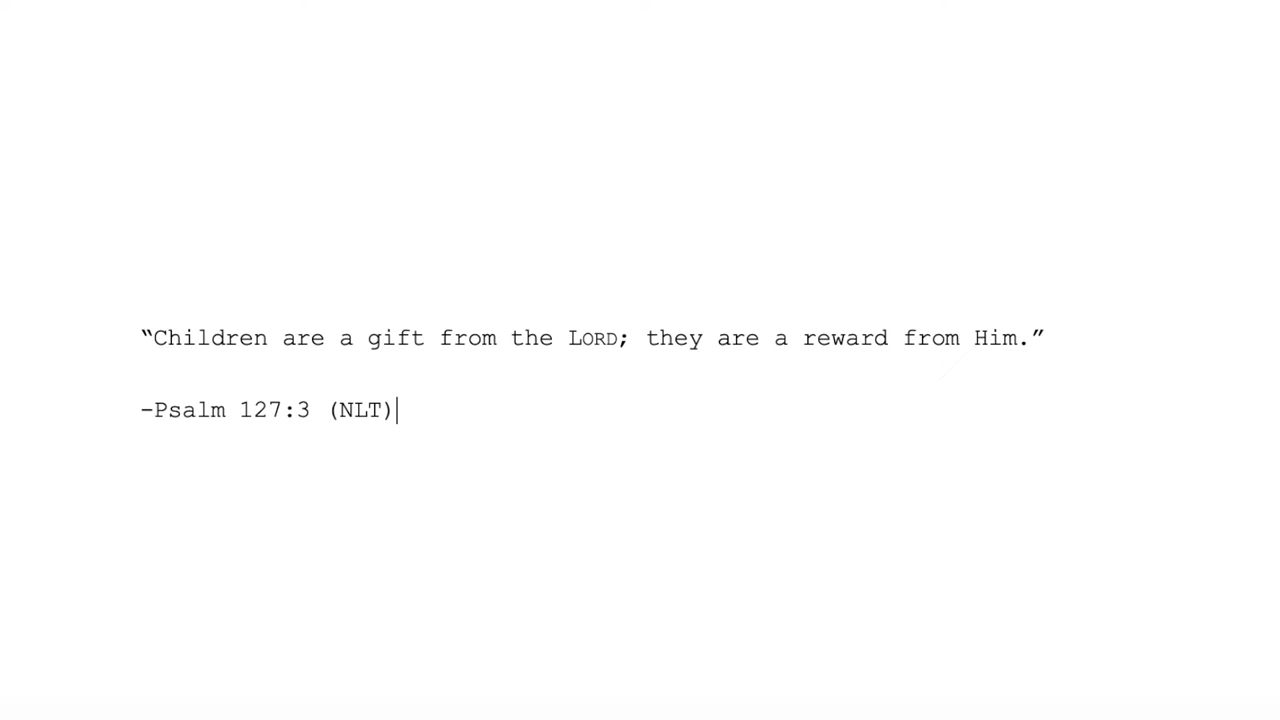 “Children are a gift from the LORD; they are a reward from Him.”
-Psalm 127:3 (NLT)